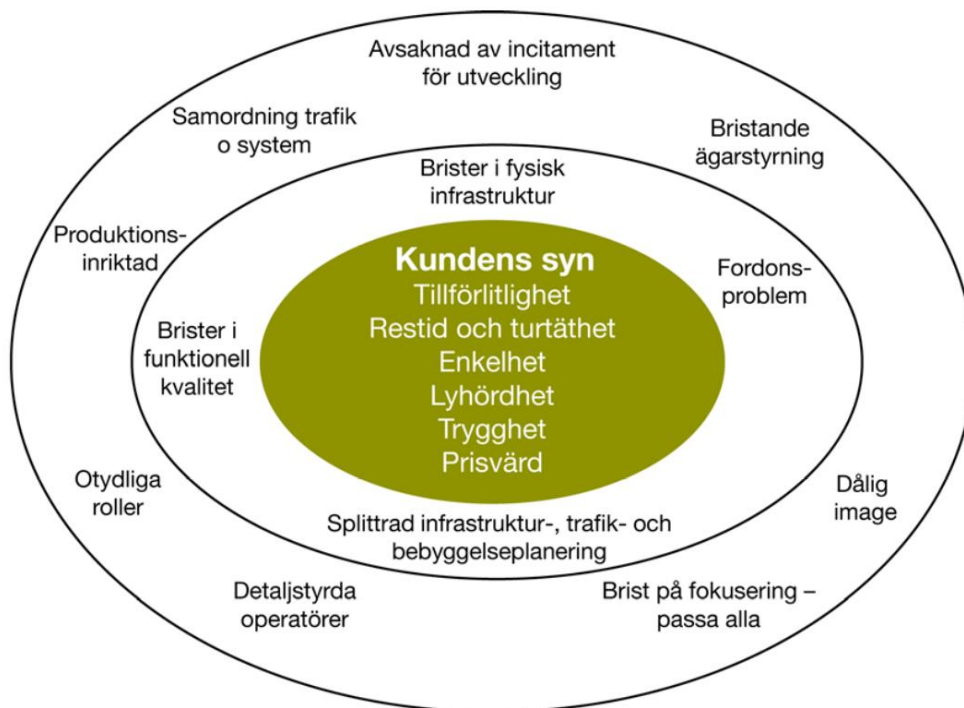 Avsaknad av incitament
för utveckling
Samordning trafik
o system
Bristande
ägarstyrning
Brister i fysisk
infrastruktur
Produktions-
inriktad
Kundens syn
Tillförlitlighet
Restid och turtäthet
Enkelhet
Lyhördhet
Trygghet
Prisvärd
Fordons-
problem
Brister i
funktionell
kvalitet
Otydliga
roller
Dålig
image
Splittrad infrastruktur-, trafik- och
bebyggelseplanering
Detaljstyrda
operatörer
Brist på fokusering –
passa alla